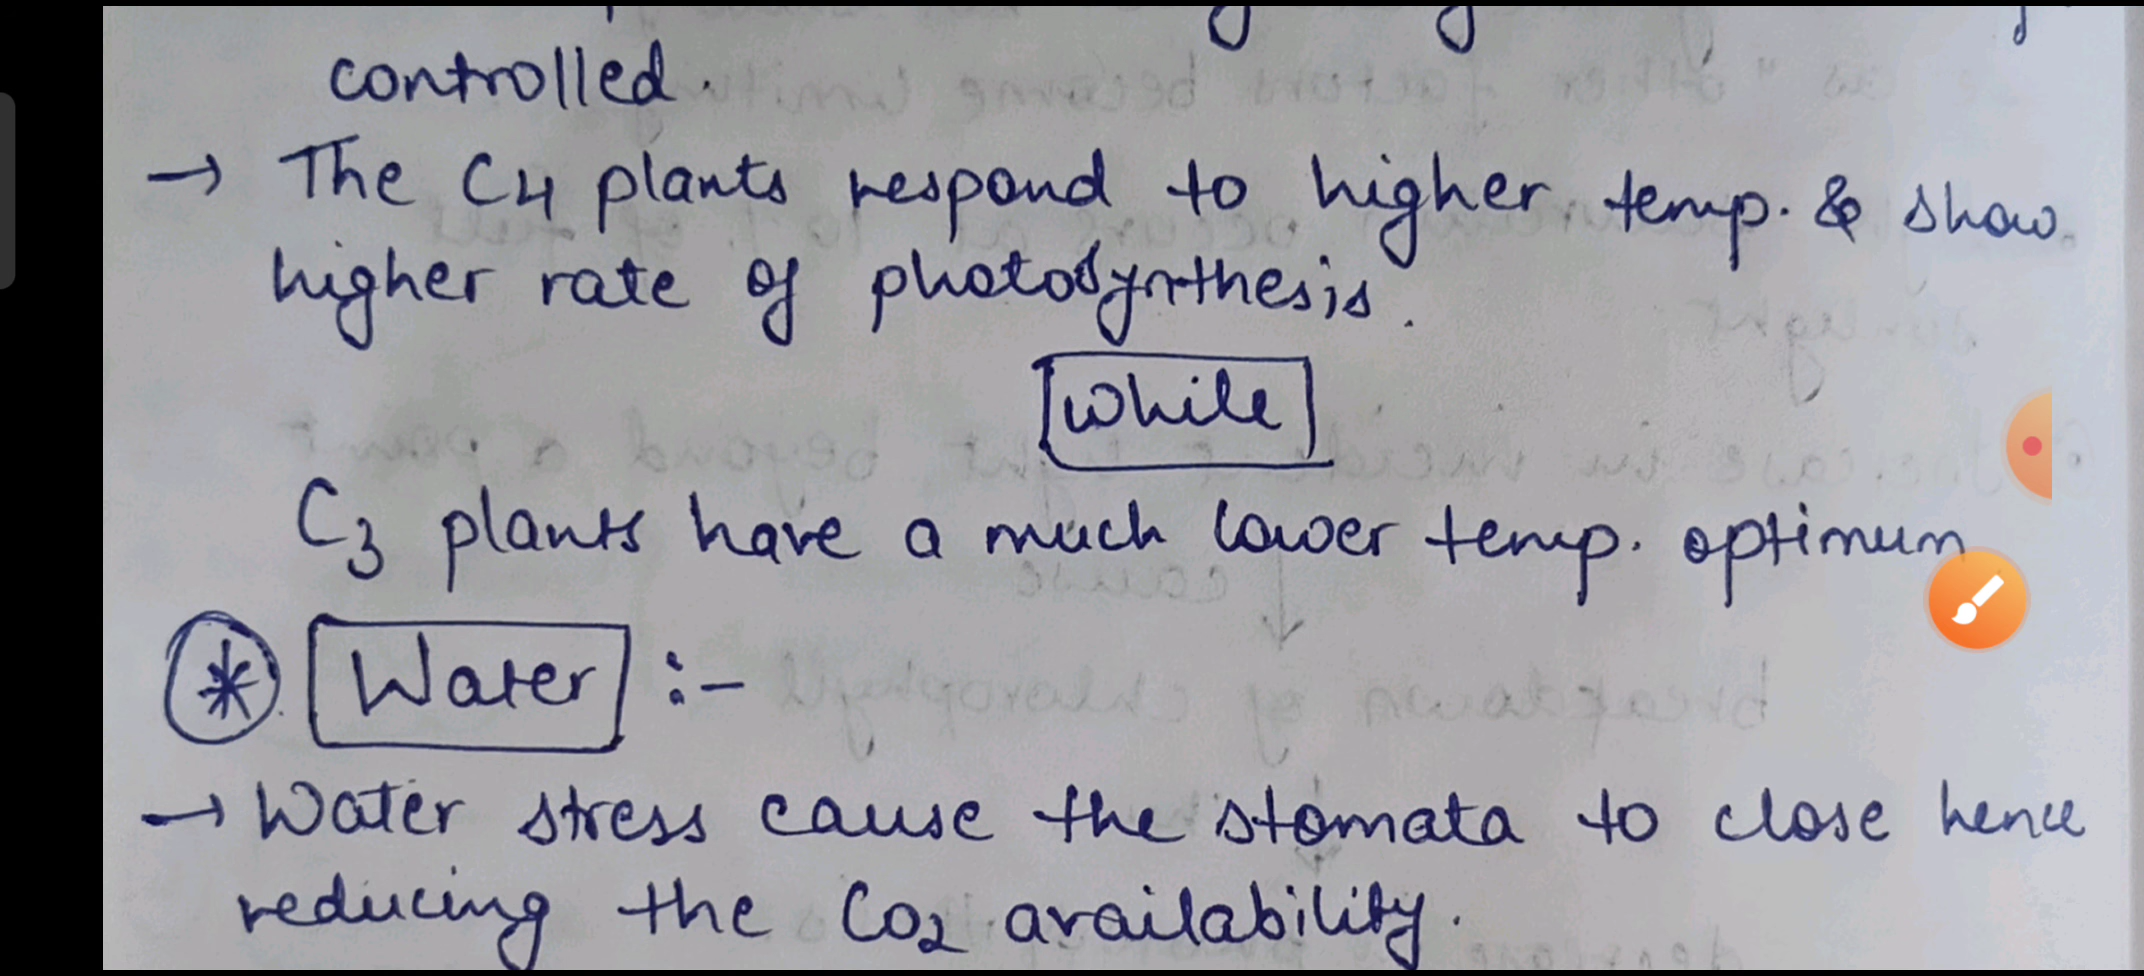 controlled.
→ The C4 plants respond to higher temp. & show
higher rate of photosynthesis.
while
C3 plants have a much lower temp. optimum
* Water :-
→ Water stress cause the stomata to close hence
reducing the CO2 availability.